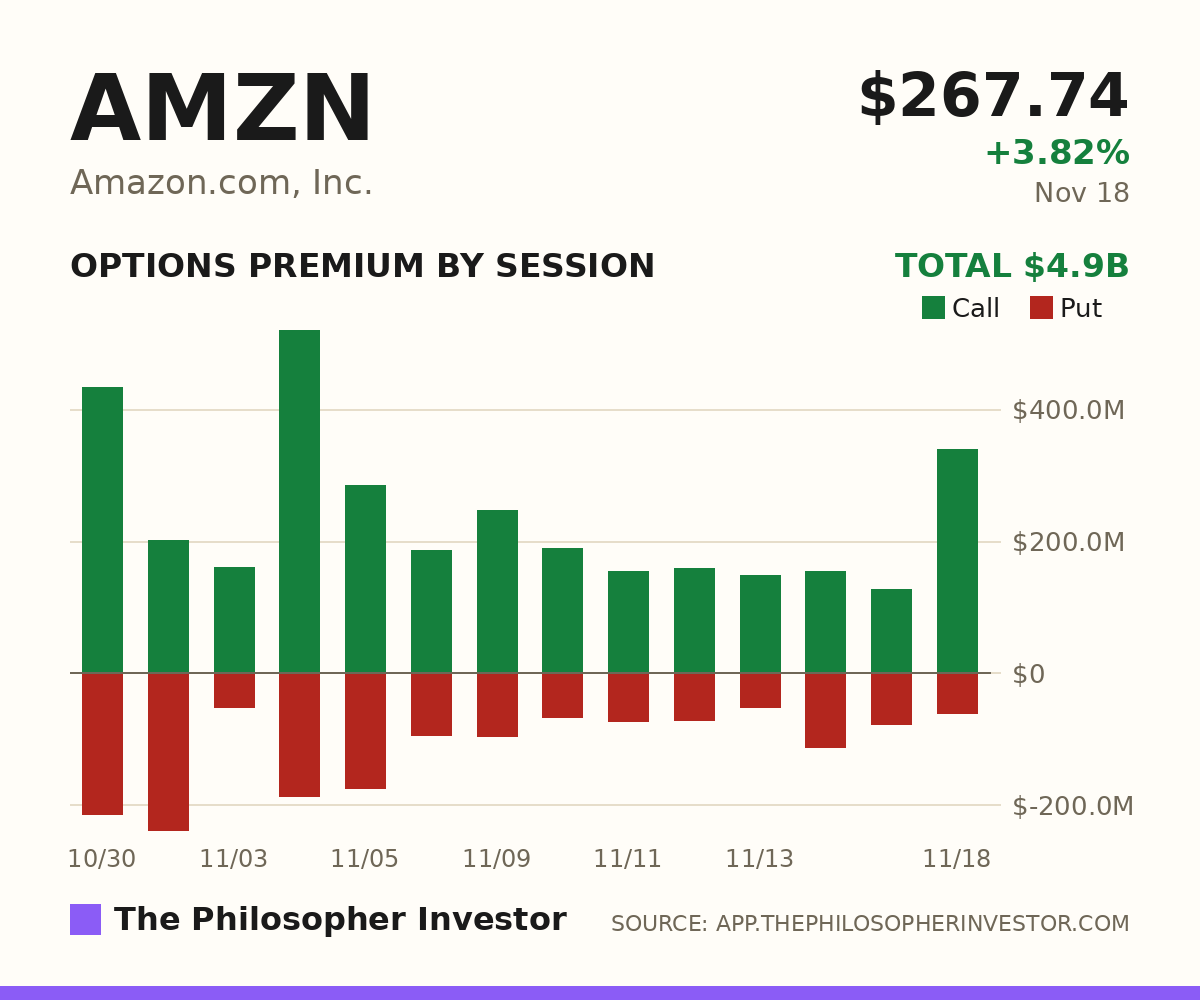 AMZN
$267.74
+3.82%
Amazon.com, Inc.
Nov 18
OPTIONS PREMIUM BY SESSION
TOTAL $4.9B
Call
Put
$400.0M
$200.0M
$0
$-200.0M
10/30
11/03
11/05
11/09
11/11
11/13
11/18
The Philosopher Investor
SOURCE: APP.THEPHILOSOPHERINVESTOR.COM